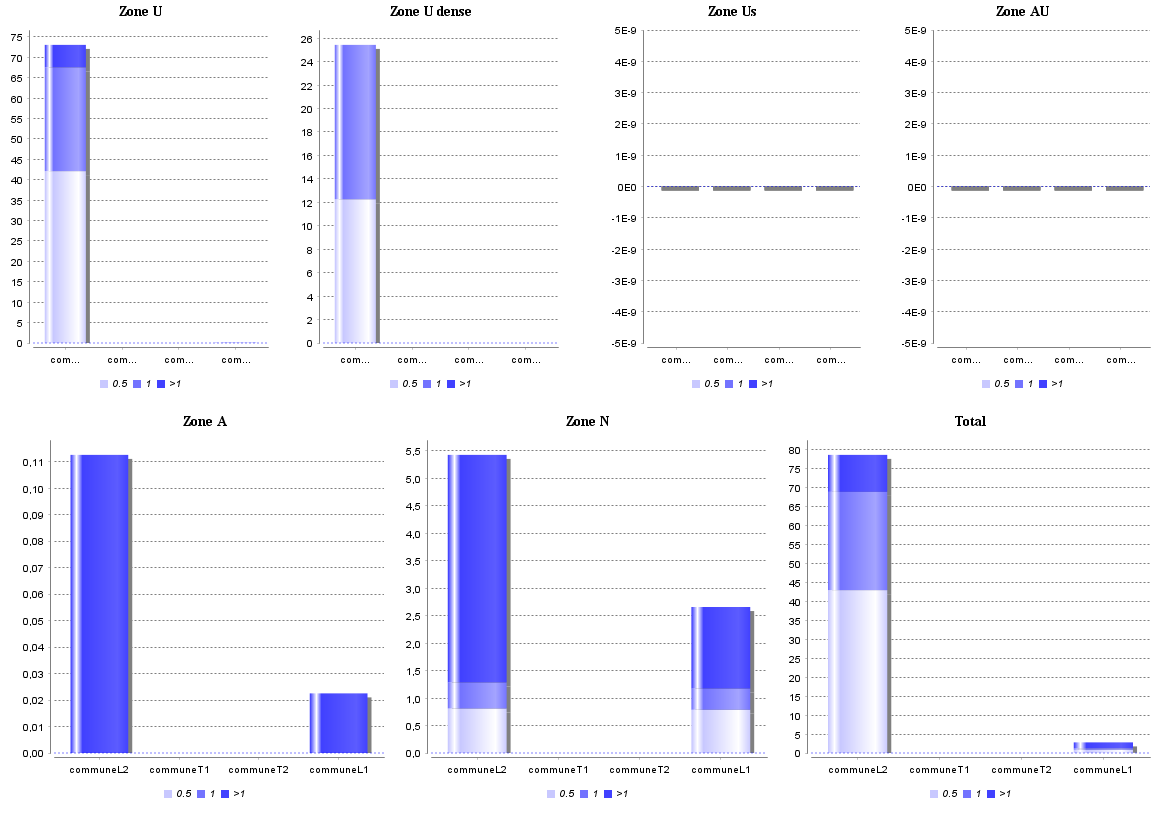 Zone U
75
70
65
60
55
50
45
40
35
30
25
20
15
10
5
0
com... com... com... com...
0.5 1 >1
Zone U dense
26
24
22
20
18
16
14
12
10
8
6
4
2
0
com... com... com... com...
0.5 1 >1
Zone Us
5E-9
4E-9
3E-9
2E-9
1E-9
0E0
-1E-9
-2E-9
-3E-9
-4E-9
-5E-9
com... com... com... com...
0.5 1 >1
Zone AU
5E-9
4E-9
3E-9
2E-9
1E-9
0E0
-1E-9
-2E-9
-3E-9
-4E-9
-5E-9
com... com... com... com...
0.5 1 >1
Zone A
0,11
0,10
0,09
0,08
0,07
0,06
0,05
0,04
0,03
0,02
0,01
0,00
communeL2 communeT1 communeT2 communeL1
0.5 1 >1
Zone N
5,5
5,0
4,5
4,0
3,5
3,0
2,5
2,0
1,5
1,0
0,5
0,0
communeL2 communeT1 communeT2 communeL1
0.5 1 >1
Total
80
75
70
65
60
55
50
45
40
35
30
25
20
15
10
5
0
communeL2 communeT1 communeT2 communeL1
0.5 1 >1